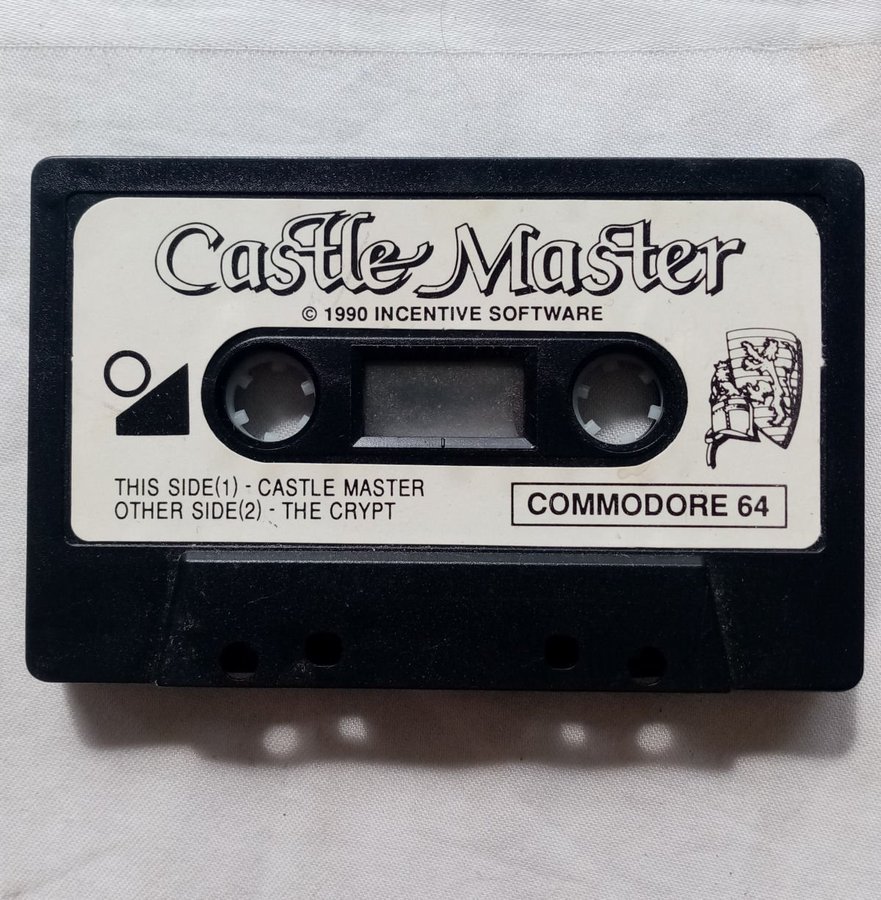 Castle Master
© 1990 INCENTIVE SOFTWARE
THIS SIDE(1) - CASTLE MASTER
OTHER SIDE(2) - THE CRYPT
COMMODORE 64